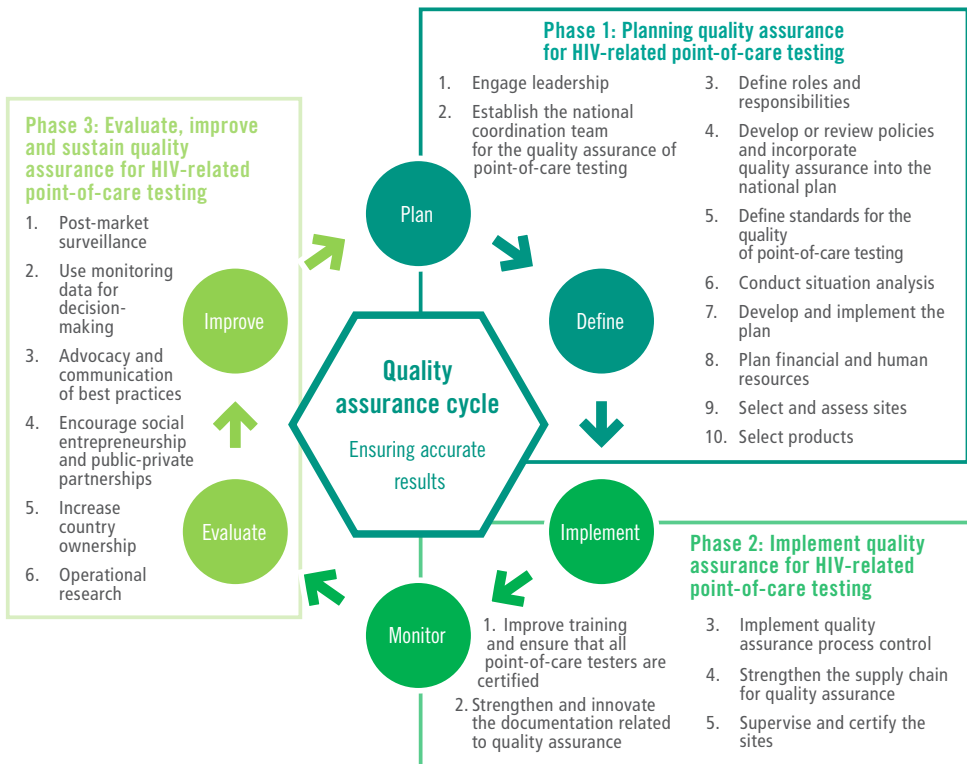 Phase 1: Planning quality assurance
for HIV-related point-of-care testing
1. Engage leadership
2. Establish the national
coordination team
for the quality assurance of
point-of-care testing
3. Define roles and
responsibilities
4. Develop or review policies
and incorporate
quality assurance into the
national plan
5. Define standards for the
quality
of point-of-care testing
6. Conduct situation analysis
7. Develop and implement the
plan
8. Plan financial and human
resources
9. Select and assess sites
10. Select products
Phase 3: Evaluate, improve
and sustain quality
assurance for HIV-related
point-of-care testing
1. Post-market
surveillance
2. Use monitoring
data for
decision-
making
3. Advocacy and
communication
of best practices
4. Encourage social
entrepreneurship
and public-private
partnerships
5. Increase
country
ownership
6. Operational
research
Plan
Define
Implement
Monitor
Evaluate
Improve
Quality
assurance cycle
Ensuring accurate
results
Phase 2: Implement quality
assurance for HIV-related
point-of-care testing
1. Improve training
and ensure that all
point-of-care testers are
certified
2. Strengthen and innovate
the documentation related
to quality assurance
3. Implement quality
assurance process control
4. Strengthen the supply chain
for quality assurance
5. Supervise and certify the
sites